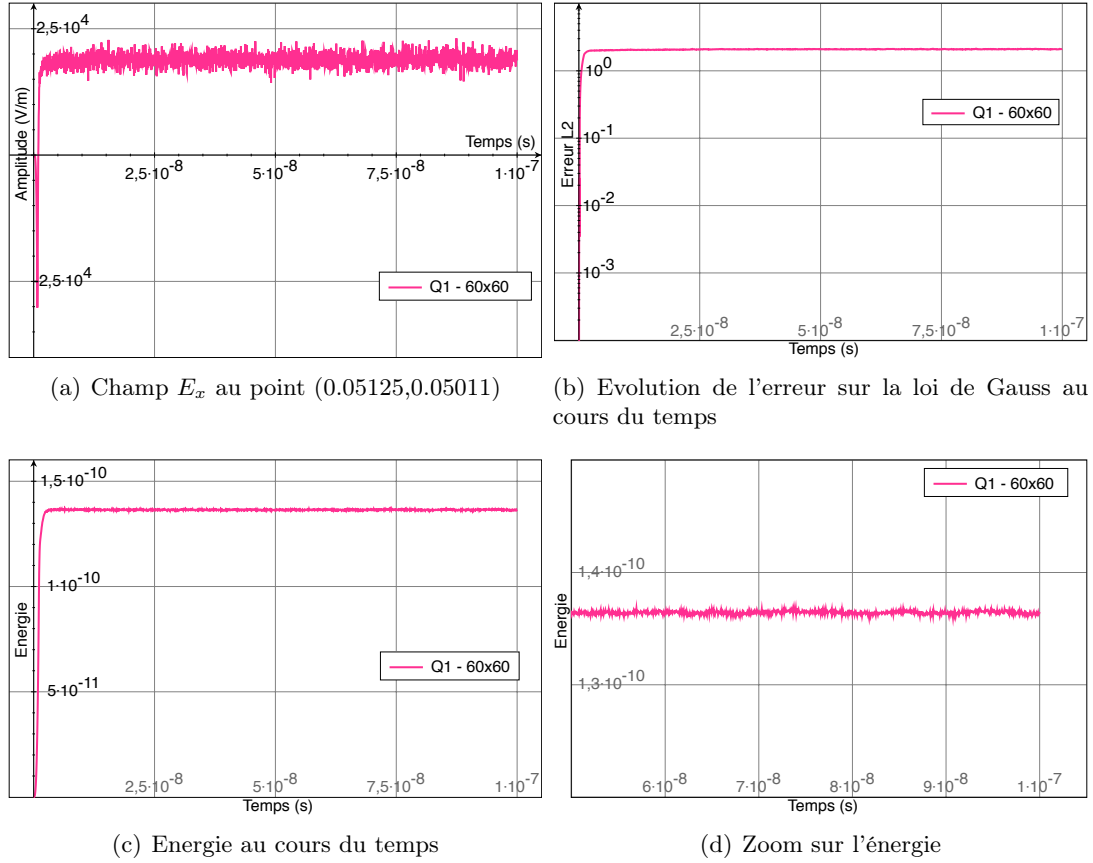 2,5·10^4
Amplitude (V/m)
Temps (s)
2,5·10^-8
5·10^-8
7,5·10^-8
1·10^-7
2,5·10^4
Q1 - 60x60
(a) Champ E_x au point (0.05125,0.05011)
10^0
Q1 - 60x60
Erreur L2
10^-1
10^-2
10^-3
2,5·10^-8
5·10^-8
7,5·10^-8
1·10^-7
Temps (s)
(b) Evolution de l'erreur sur la loi de Gauss au
cours du temps
1,5·10^-10
1·10^-10
Energie
Q1 - 60x60
5·10^-11
2,5·10^-8
5·10^-8
7,5·10^-8
1·10^-7
Temps (s)
(c) Energie au cours du temps
Q1 - 60x60
1,4·10^-10
Energie
1,3·10^-10
6·10^-8
7·10^-8
8·10^-8
9·10^-8
1·10^-7
Temps (s)
(d) Zoom sur l'énergie